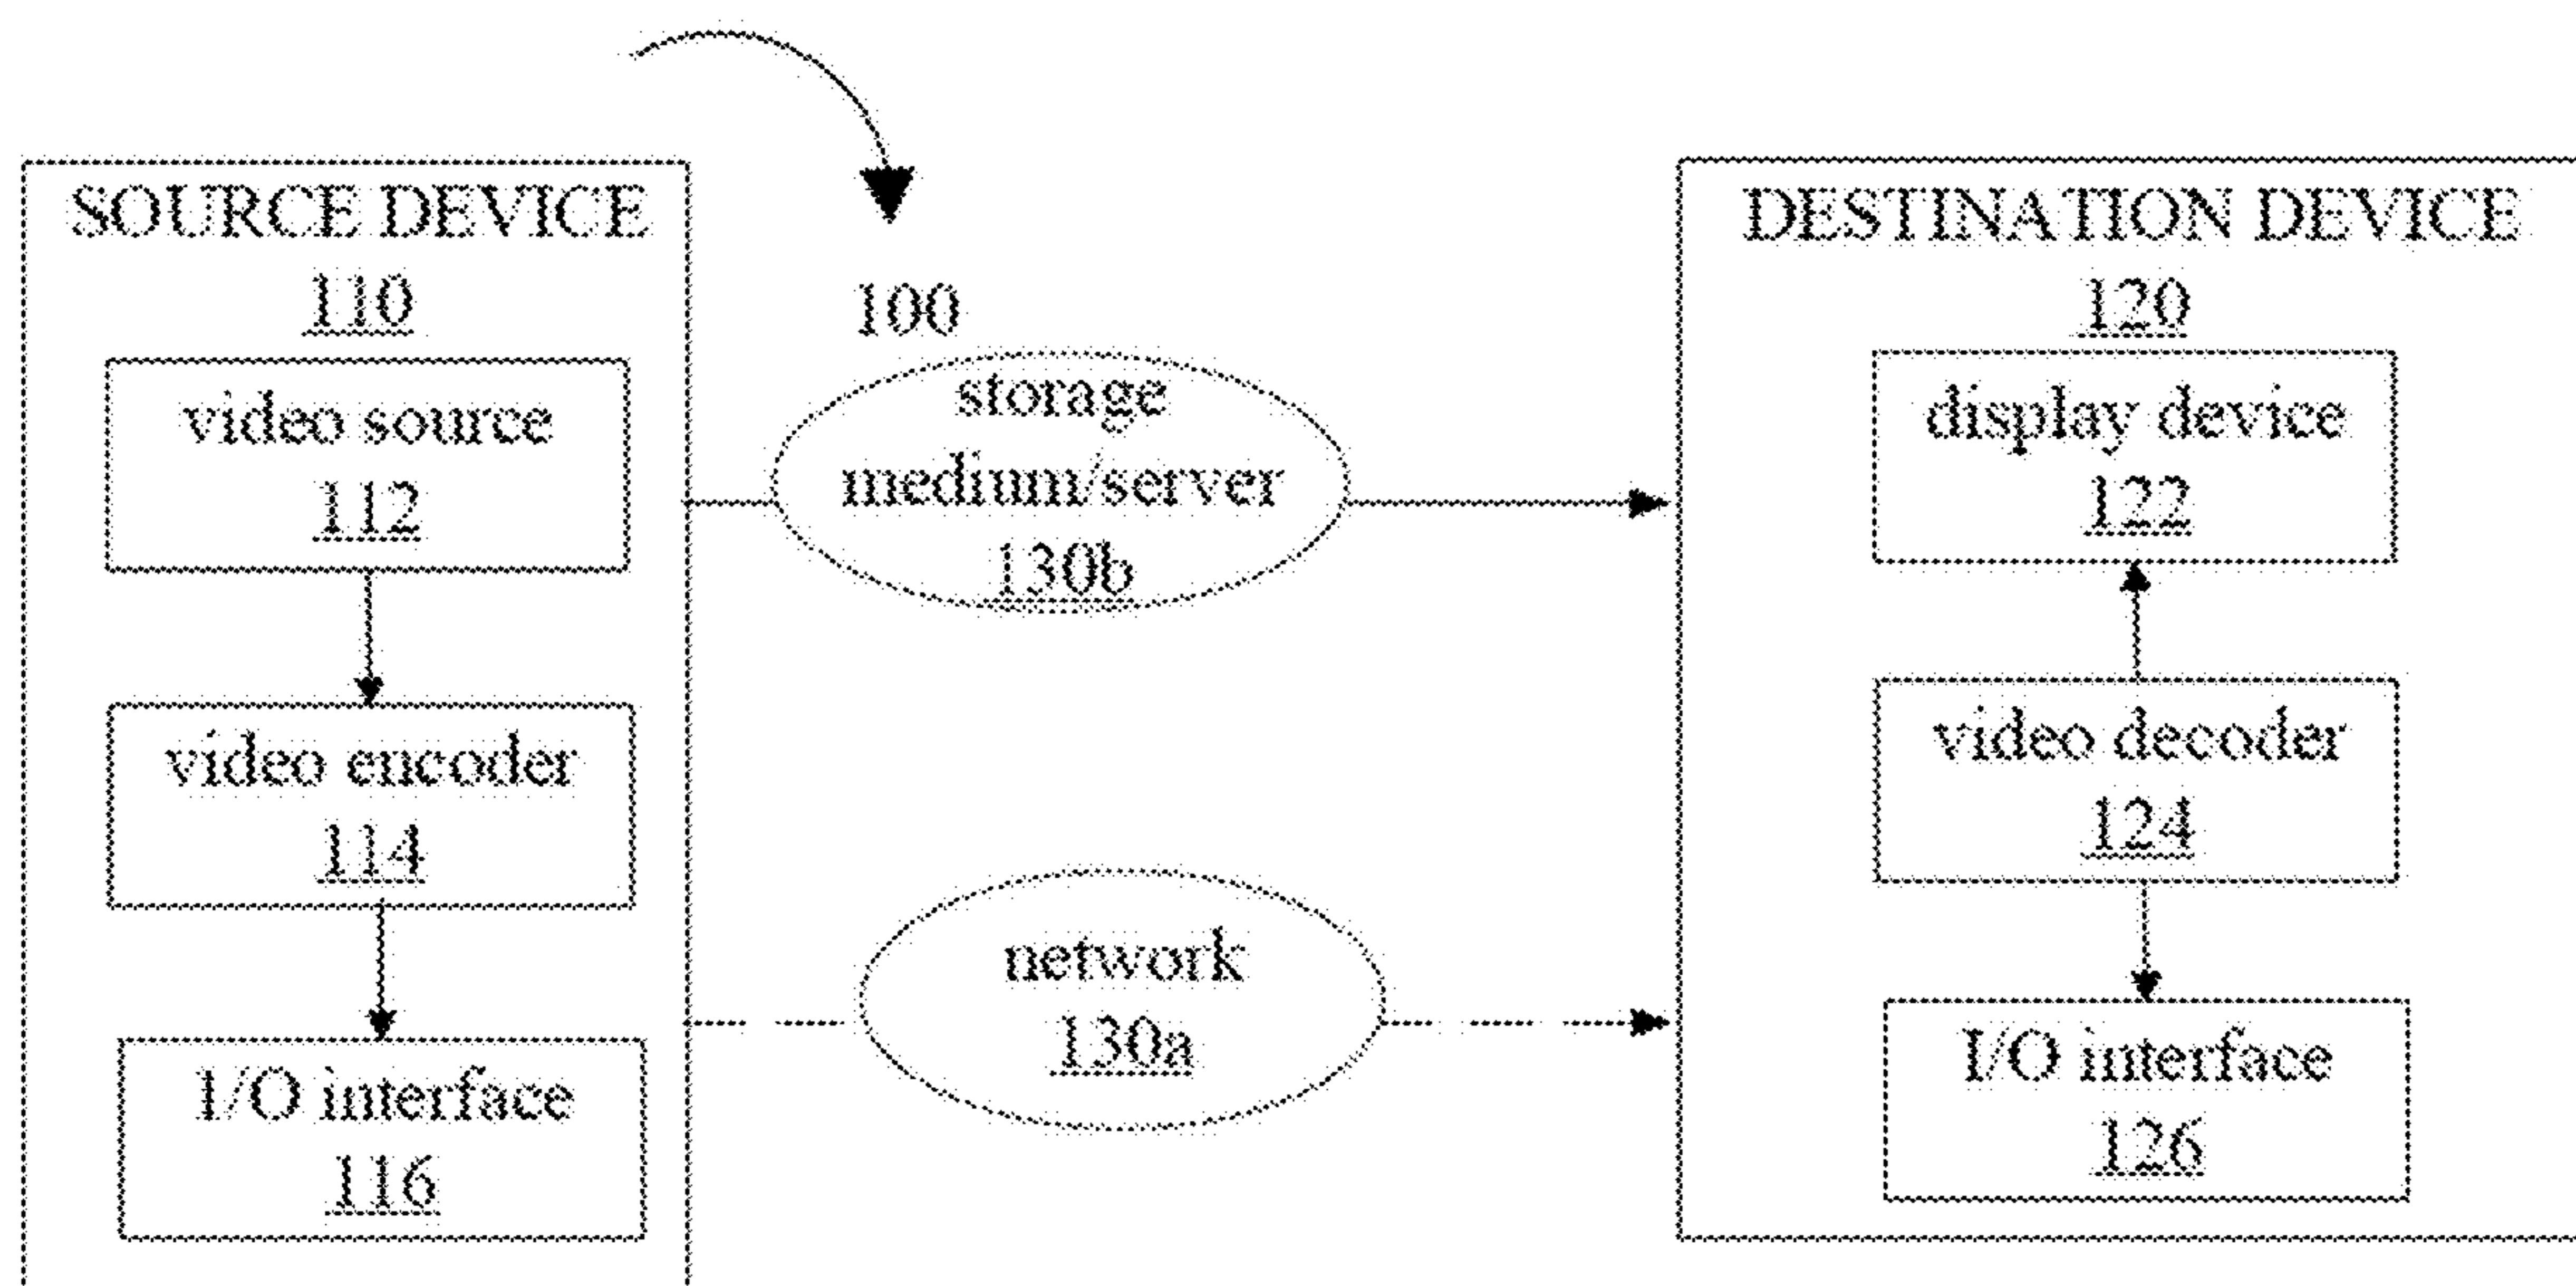 SOURCE DEVICE
110
video source
112
video encoder
114
I/O interface
116
100
storage
medium/server
130b
network
130a
DESTINATION DEVICE
120
display device
122
video decoder
124
I/O interface
126